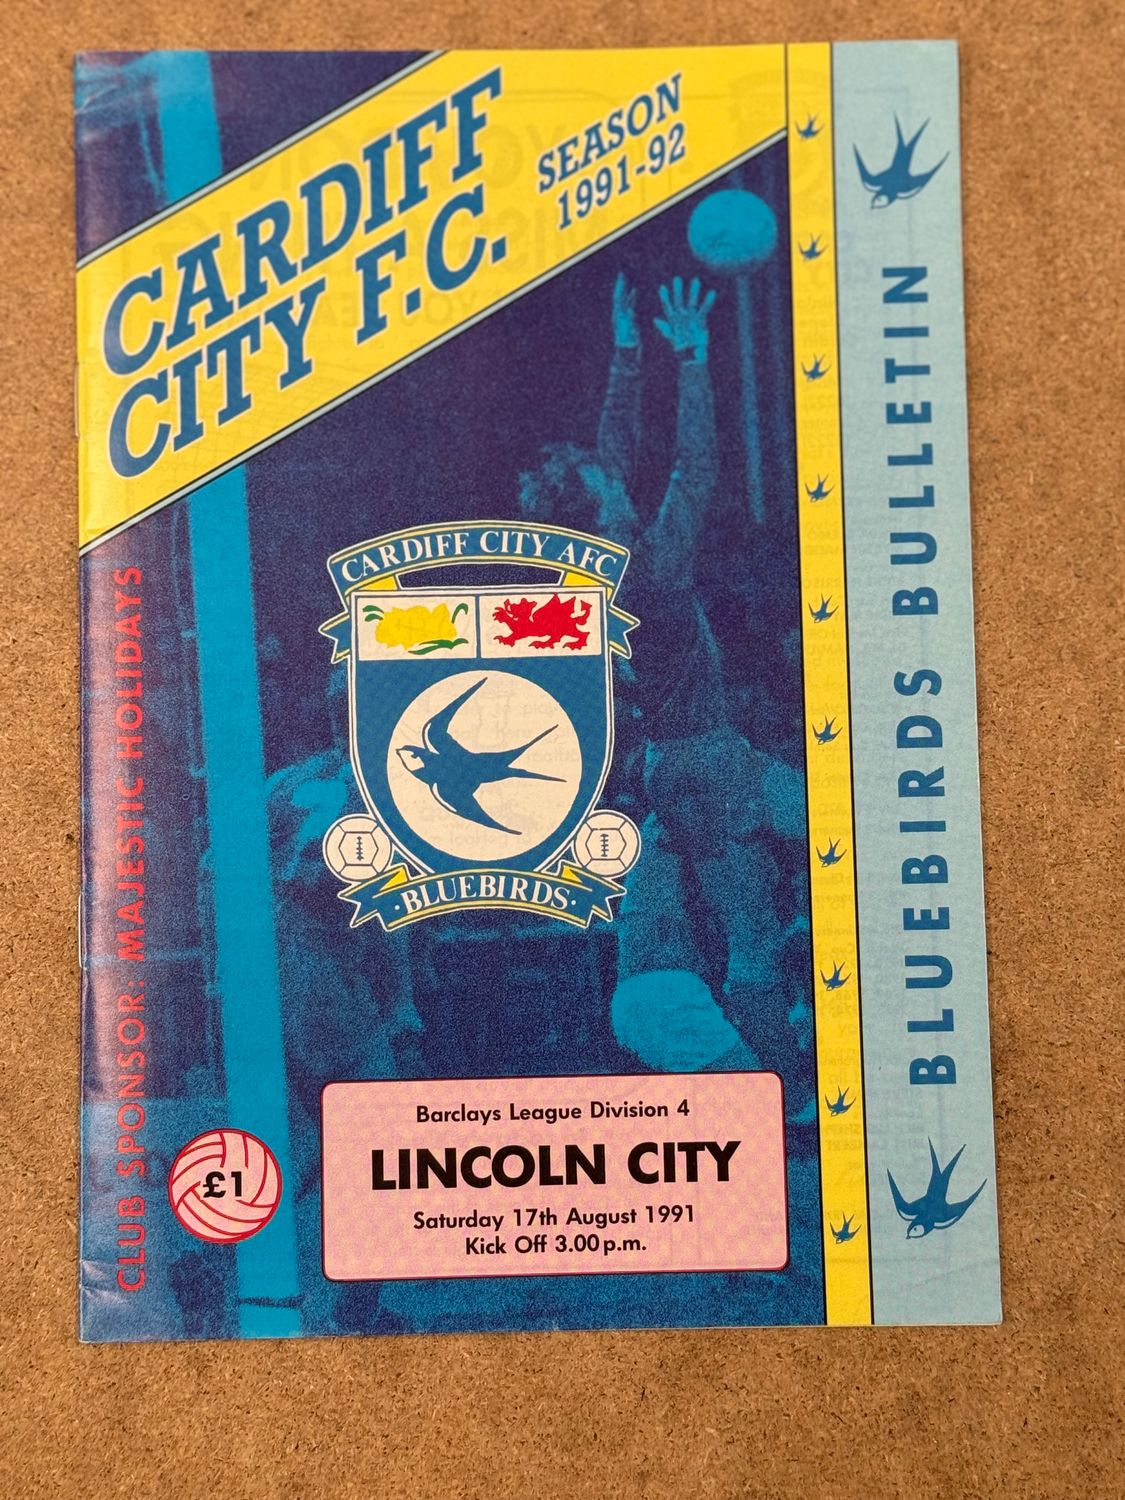 CARDIFF
CITY F.C.
SEASON
1991-92
BLUEBIRDS BULLETIN
CLUB SPONSOR: MAJESTIC HOLIDAYS
CARDIFF CITY AFC
·BLUEBIRDS·
£1
Barclays League Division 4
LINCOLN CITY
Saturday 17th August 1991
Kick Off 3.00p.m.